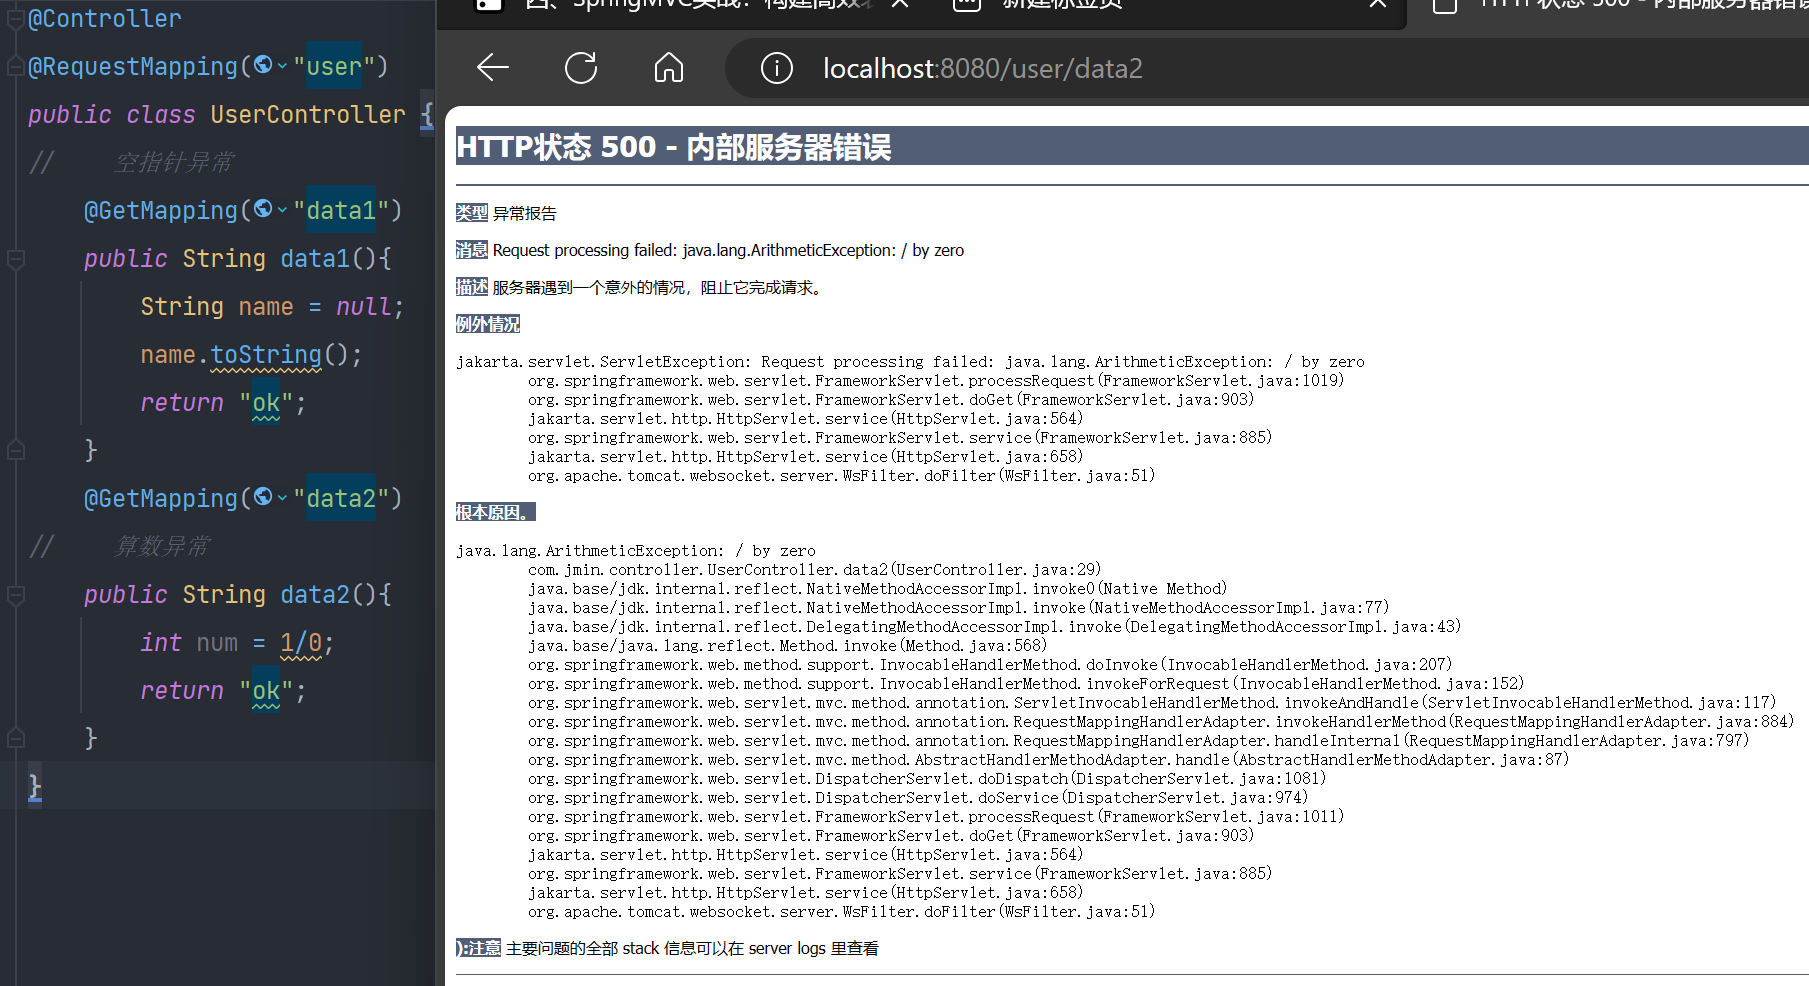 @Controller
@RequestMapping("user")
public class UserController {
//    空指针异常
@GetMapping("data1")
public String data1(){
String name = null;
name.toString();
return "ok";
}
@GetMapping("data2")
//    算数异常
public String data2(){
int num = 1/0;
return "ok";
}
}
四、SpringMVC实战：构建高效
新建标签页
HTTP状态 500 - 内部服务器错误
localhost:8080/user/data2
HTTP状态 500 - 内部服务器错误
类型 异常报告
消息 Request processing failed: java.lang.ArithmeticException: / by zero
描述 服务器遇到一个意外的情况，阻止它完成请求。
例外情况
jakarta.servlet.ServletException: Request processing failed: java.lang.ArithmeticException: / by zero
org.springframework.web.servlet.FrameworkServlet.processRequest(FrameworkServlet.java:1019)
org.springframework.web.servlet.FrameworkServlet.doGet(FrameworkServlet.java:903)
jakarta.servlet.http.HttpServlet.service(HttpServlet.java:564)
org.springframework.web.servlet.FrameworkServlet.service(FrameworkServlet.java:885)
jakarta.servlet.http.HttpServlet.service(HttpServlet.java:658)
org.apache.tomcat.websocket.server.WsFilter.doFilter(WsFilter.java:51)
根本原因。
java.lang.ArithmeticException: / by zero
com.jmin.controller.UserController.data2(UserController.java:29)
java.base/jdk.internal.reflect.NativeMethodAccessorImpl.invoke0(Native Method)
java.base/jdk.internal.reflect.NativeMethodAccessorImpl.invoke(NativeMethodAccessorImpl.java:77)
java.base/jdk.internal.reflect.DelegatingMethodAccessorImpl.invoke(DelegatingMethodAccessorImpl.java:43)
java.base/java.lang.reflect.Method.invoke(Method.java:568)
org.springframework.web.method.support.InvocableHandlerMethod.doInvoke(InvocableHandlerMethod.java:207)
org.springframework.web.method.support.InvocableHandlerMethod.invokeForRequest(InvocableHandlerMethod.java:152)
org.springframework.web.servlet.mvc.method.annotation.ServletInvocableHandlerMethod.invokeAndHandle(ServletInvocableHandlerMethod.java:117)
org.springframework.web.servlet.mvc.method.annotation.RequestMappingHandlerAdapter.invokeHandlerMethod(RequestMappingHandlerAdapter.java:884)
org.springframework.web.servlet.mvc.method.annotation.RequestMappingHandlerAdapter.handleInternal(RequestMappingHandlerAdapter.java:797)
org.springframework.web.servlet.mvc.method.AbstractHandlerMethodAdapter.handle(AbstractHandlerMethodAdapter.java:87)
org.springframework.web.servlet.DispatcherServlet.doDispatch(DispatcherServlet.java:1081)
org.springframework.web.servlet.DispatcherServlet.doService(DispatcherServlet.java:974)
org.springframework.web.servlet.FrameworkServlet.processRequest(FrameworkServlet.java:1011)
org.springframework.web.servlet.FrameworkServlet.doGet(FrameworkServlet.java:903)
jakarta.servlet.http.HttpServlet.service(HttpServlet.java:564)
org.springframework.web.servlet.FrameworkServlet.service(FrameworkServlet.java:885)
jakarta.servlet.http.HttpServlet.service(HttpServlet.java:658)
org.apache.tomcat.websocket.server.WsFilter.doFilter(WsFilter.java:51)
):注意 主要问题的全部 stack 信息可以在 server logs 里查看